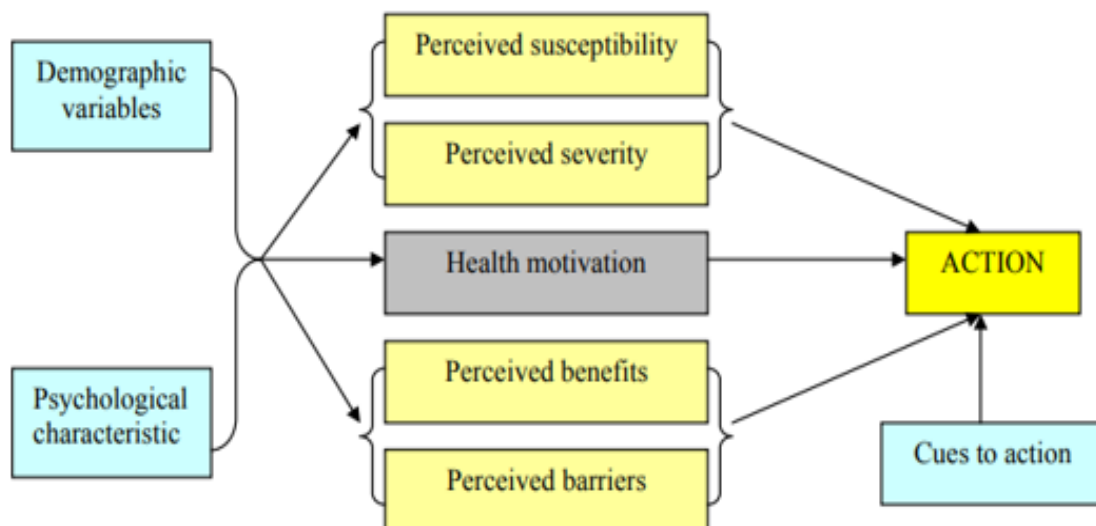 Demographic
variables
Psychological
characteristic
Perceived susceptibility
Perceived severity
Health motivation
Perceived benefits
Perceived barriers
ACTION
Cues to action